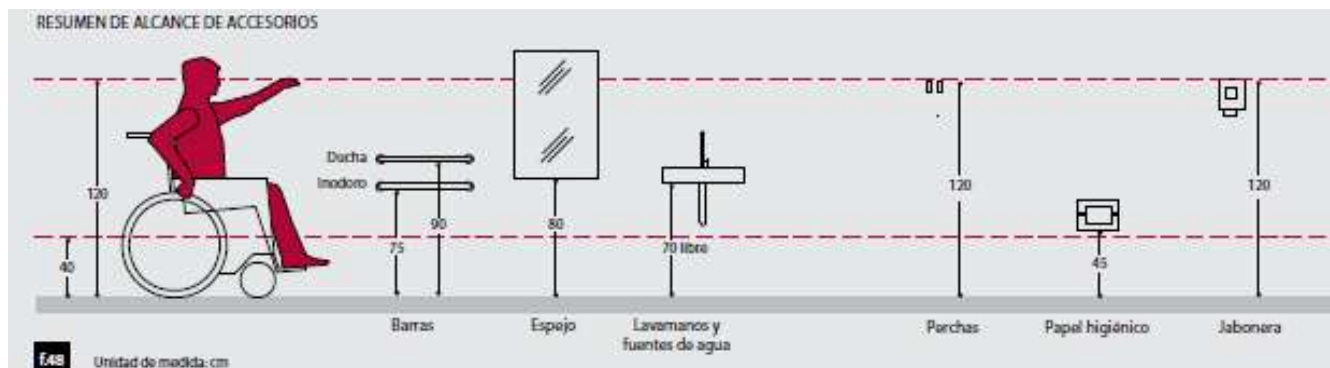 RESUMEN DE ALCANCE DE ACCESORIOS
Ducha
Inodoro
120
40
75
90
80
70 libre
120
45
120
Barras
Espejo
Lavamanos y
fuentes de agua
Perchas
Papel higiénico
Jabonera
f.48
Unidad de medida: cm